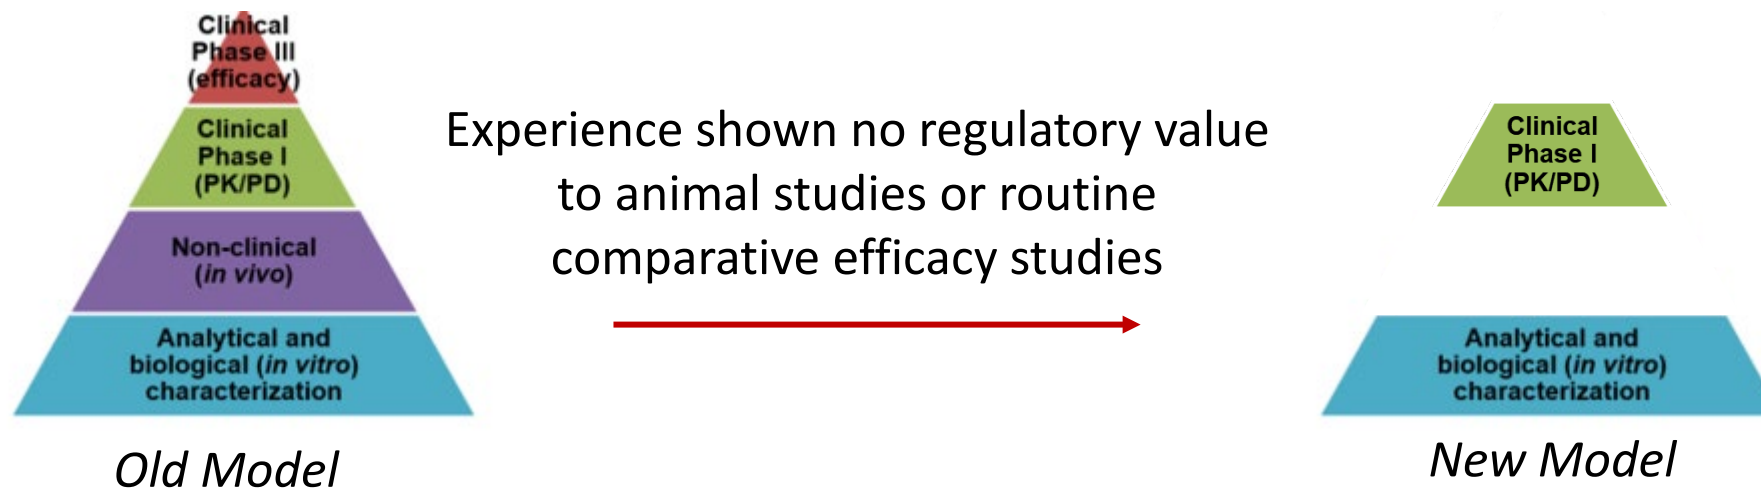 Clinical
Phase III
(efficacy)
Clinical
Phase I
(PK/PD)
Non-clinical
(in vivo)
Analytical and
biological (in vitro)
characterization
Old Model
Experience shown no regulatory value
to animal studies or routine
comparative efficacy studies
Clinical
Phase I
(PK/PD)
Analytical and
biological (in vitro)
characterization
New Model